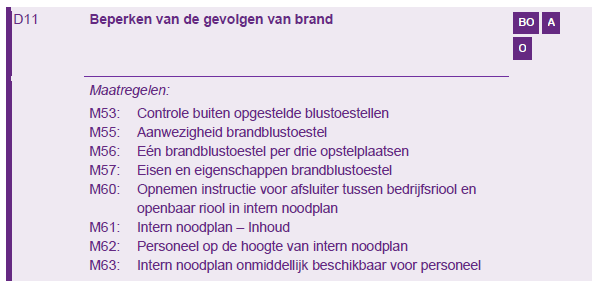 D11 Beperken van de gevolgen van brand BO A
O
Maatregelen:
M53: Controle buiten opgestelde blustoestellen
M55: Aanwezigheid brandblustoestel
M56: Eén brandblustoestel per drie opstelplaatsen
M57: Eisen en eigenschappen brandblustoestel
M60: Opnemen instructie voor afsluiter tussen bedrijfsriool en
openbaar riool in intern noodplan
M61: Intern noodplan – Inhoud
M62: Personeel op de hoogte van intern noodplan
M63: Intern noodplan onmiddellijk beschikbaar voor personeel